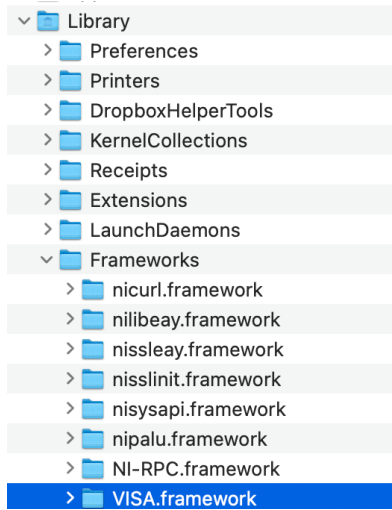 Library
Preferences
Printers
DropboxHelperTools
KernelCollections
Receipts
Extensions
LaunchDaemons
Frameworks
nicurl.framework
nilibeay.framework
nissleay.framework
nisslinit.framework
nisysapi.framework
nipalu.framework
NI-RPC.framework
VISA.framework